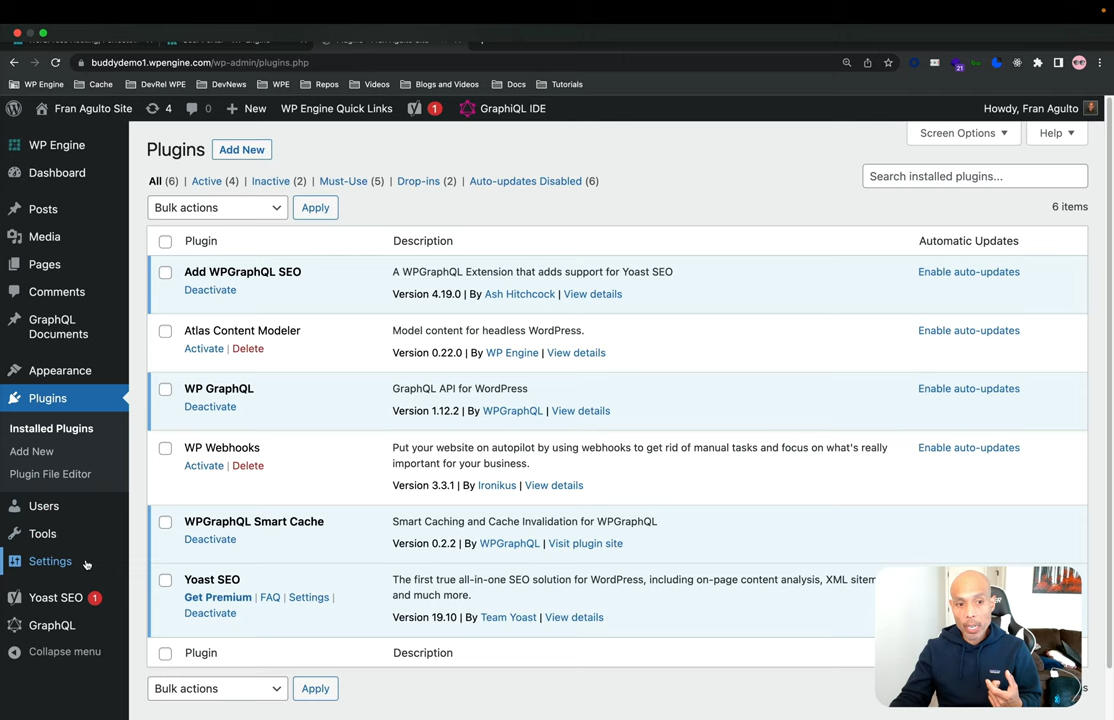 buddydemo1.wpengine.com/wp-admin/plugins.php
WP Engine Cache DevRel WPE DevNews WPE Repos Videos Blogs and Videos Docs Tutorials
21
Fran Agulto Site 4 0 New WP Engine Quick Links 1 GraphiQL IDE Howdy, Fran Agulto
WP Engine
Dashboard
Posts
Media
Pages
Comments
GraphQL
Documents
Appearance
Plugins
Installed Plugins
Add New
Plugin File Editor
Users
Tools
Settings
Yoast SEO 1
GraphQL
Collapse menu
Screen Options Help
Plugins Add New
All (6) | Active (4) | Inactive (2) | Must-Use (5) | Drop-ins (2) | Auto-updates Disabled (6)
Search installed plugins...
Bulk actions Apply 6 items
Plugin Description Automatic Updates
Add WPGraphQL SEO A WPGraphQL Extension that adds support for Yoast SEO Enable auto-updates
Deactivate
Version 4.19.0 | By Ash Hitchcock | View details
Atlas Content Modeler Model content for headless WordPress. Enable auto-updates
Activate | Delete
Version 0.22.0 | By WP Engine | View details
WP GraphQL GraphQL API for WordPress Enable auto-updates
Deactivate
Version 1.12.2 | By WPGraphQL | View details
WP Webhooks Put your website on autopilot by using webhooks to get rid of manual tasks and focus on what's really Enable auto-updates
Activate | Delete important for your business.
Version 3.3.1 | By Ironikus | View details
WPGraphQL Smart Cache Smart Caching and Cache Invalidation for WPGraphQL
Deactivate
Version 0.2.2 | By WPGraphQL | Visit plugin site
Yoast SEO The first true all-in-one SEO solution for WordPress, including on-page content analysis, XML sitem
Get Premium | FAQ | Settings | and much more.
Deactivate
Version 19.10 | By Team Yoast | View details
Plugin Description
Bulk actions Apply